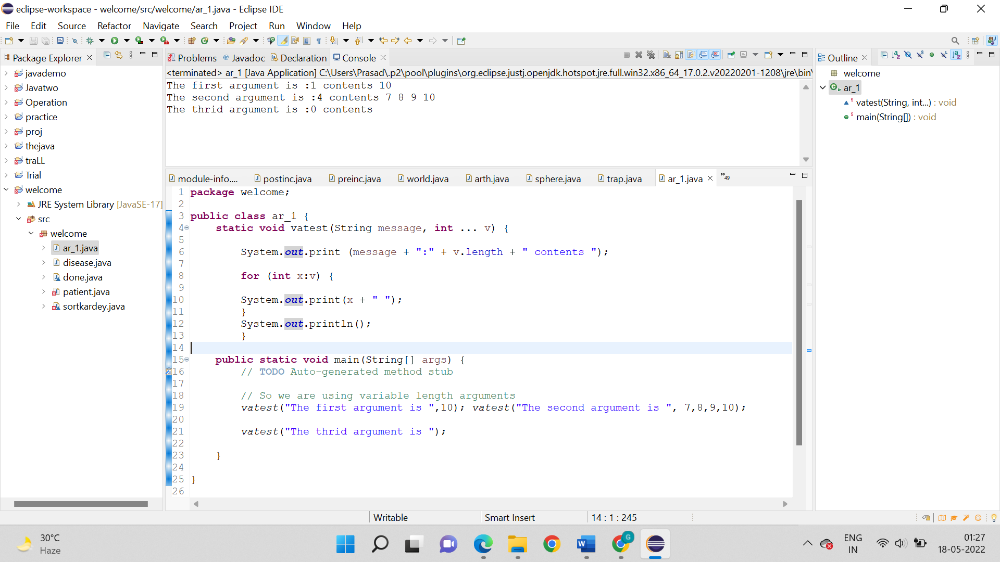 eclipse-workspace - welcome/src/welcome/ar_1.java - Eclipse IDE
File Edit Source Refactor Navigate Search Project Run Window Help
Package Explorer
javademo
Javatwo
Operation
practice
proj
thejava
traLL
Trial
welcome
JRE System Library [JavaSE-17]
src
welcome
ar_1.java
disease.java
done.java
patient.java
sortkardey.java
Problems @ Javadoc Declaration Console
<terminated> ar_1 [Java Application] C:\Users\Prasad\.p2\pool\plugins\org.eclipse.justj.openjdk.hotspot.jre.full.win32.x86_64_17.0.2.v20220201-1208\jre\bin\
The first argument is :1 contents 10
The second argument is :4 contents 7 8 9 10
The thrid argument is :0 contents
module-info.... postinc.java preinc.java world.java arth.java sphere.java trap.java ar_1.java »49
1 package welcome;
2
3 public class ar_1 {
4 static void vatest(String message, int ... v) {
5
6 System.out.print (message + ":" + v.length + " contents ");
7
8 for (int x:v) {
9
10 System.out.print(x + " ");
11 }
12 System.out.println();
13 }
14
15 public static void main(String[] args) {
16 // TODO Auto-generated method stub
17
18 // So we are using variable length arguments
19 vatest("The first argument is ",10); vatest("The second argument is ", 7,8,9,10);
20
21 vatest("The thrid argument is ");
22
23 }
24
25 }
26
Outline
welcome
ar_1
vatest(String, int...) : void
main(String[]) : void
Writable Smart Insert 14 : 1 : 245
30°C
Haze
ENG
IN
01:27
18-05-2022